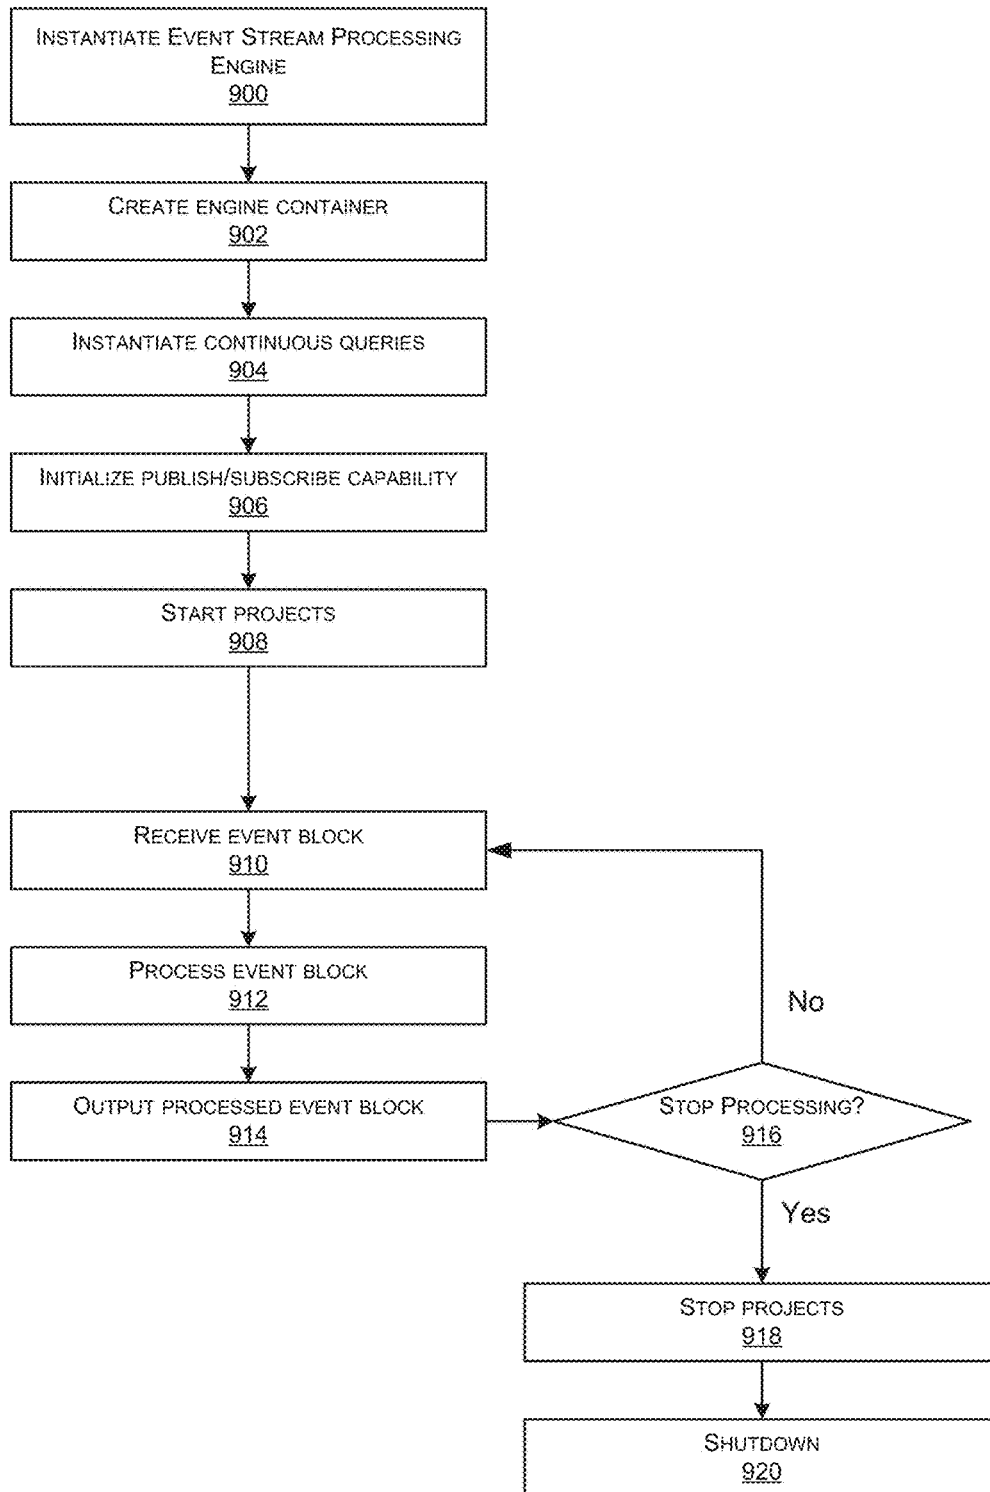 INSTANTIATE EVENT STREAM PROCESSING
ENGINE
900
CREATE ENGINE CONTAINER
902
INSTANTIATE CONTINUOUS QUERIES
904
INITIALIZE PUBLISH/SUBSCRIBE CAPABILITY
906
START PROJECTS
908
RECEIVE EVENT BLOCK
910
PROCESS EVENT BLOCK
912
No
OUTPUT PROCESSED EVENT BLOCK
914
STOP PROCESSING?
916
Yes
STOP PROJECTS
918
SHUTDOWN
920